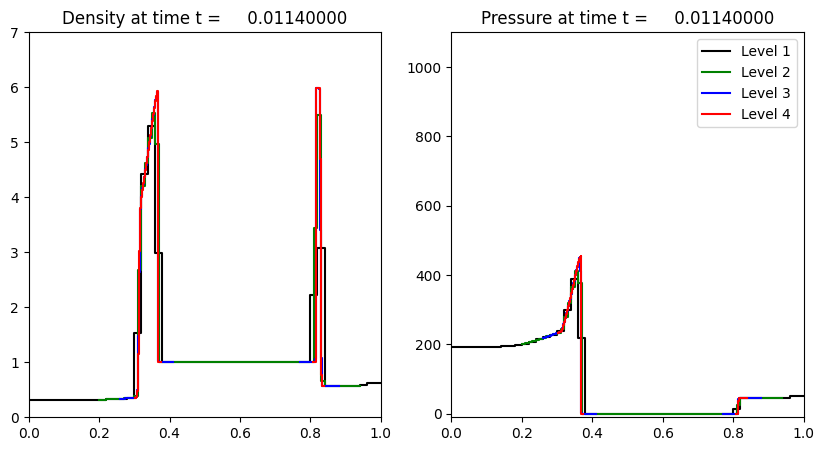 Density at time t =      0.01140000
7
6
5
4
3
2
1
0
0.0 0.2 0.4 0.6 0.8 1.0
Pressure at time t =      0.01140000
1000
800
600
400
200
0
0.0 0.2 0.4 0.6 0.8 1.0
Level 1
Level 2
Level 3
Level 4